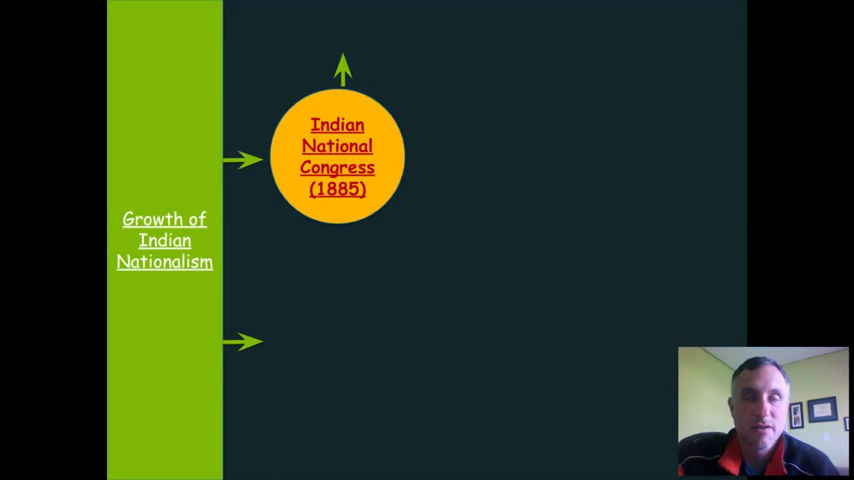 Growth of
Indian
Nationalism
Indian
National
Congress
(1885)